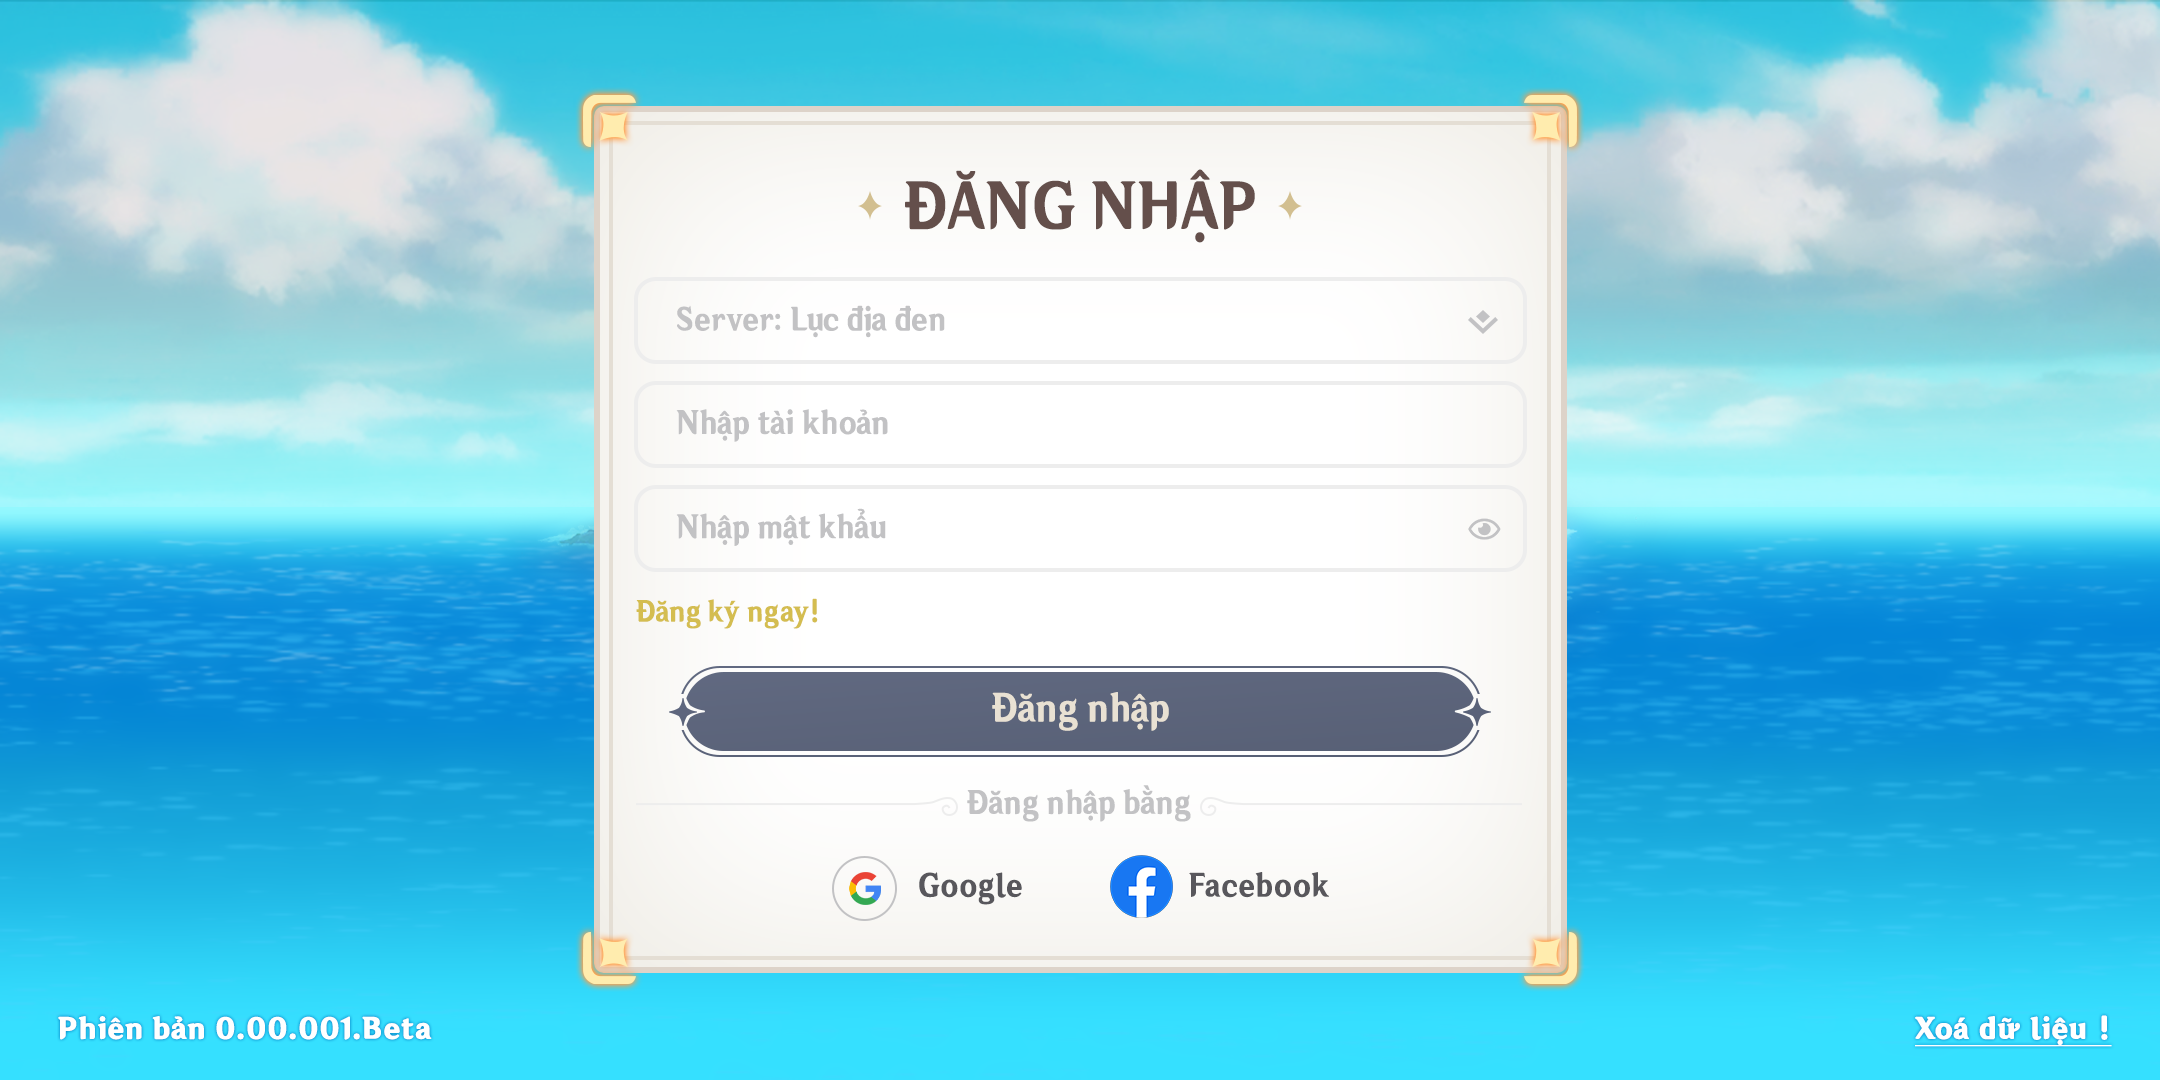 ĐĂNG NHẬP
Server: Lục địa đen
Nhập tài khoản
Nhập mật khẩu
Đăng ký ngay!
Đăng nhập
Đăng nhập bằng
Google
Facebook
Phiên bản 0.00.001.Beta
Xoá dữ liệu !